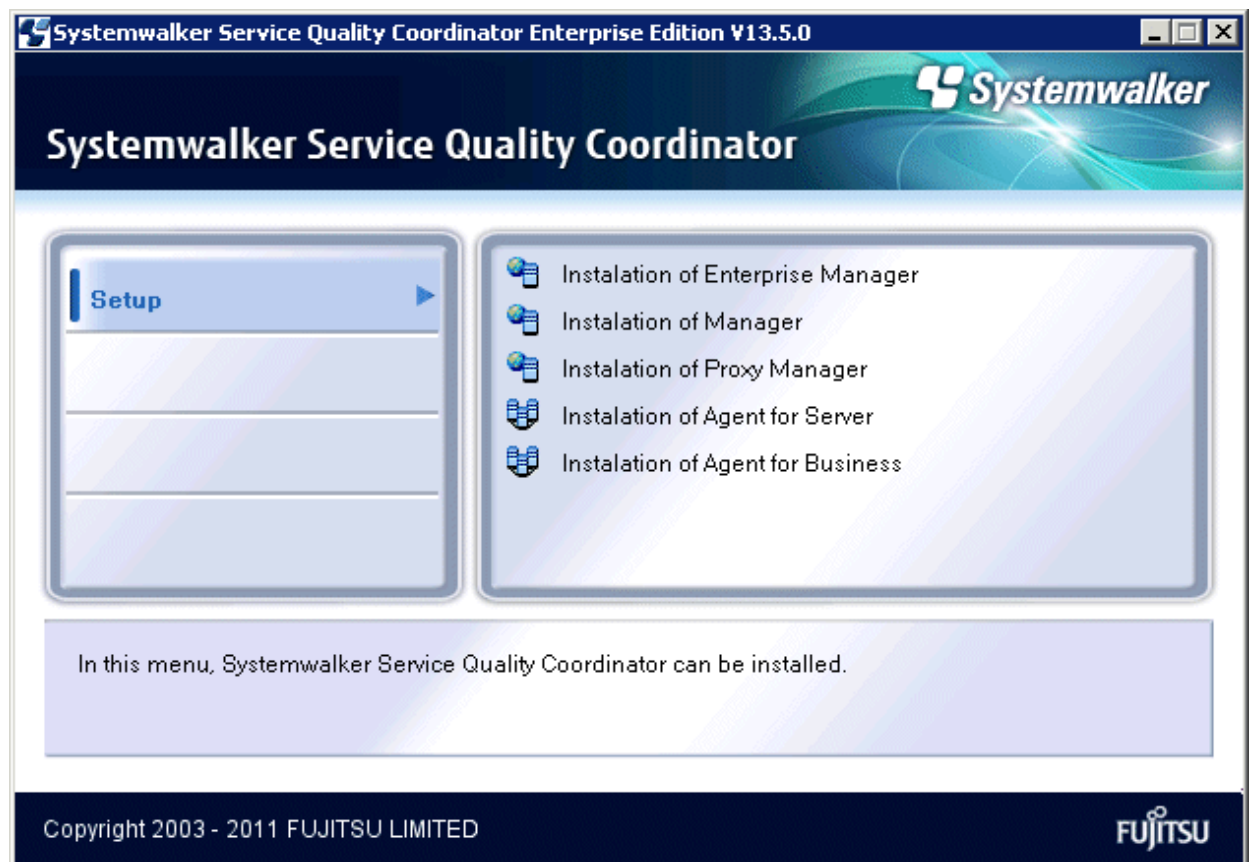 Systemwalker Service Quality Coordinator Enterprise Edition V13.5.0
Systemwalker
Systemwalker Service Quality Coordinator
Setup
Instalation of Enterprise Manager
Instalation of Manager
Instalation of Proxy Manager
Instalation of Agent for Server
Instalation of Agent for Business
In this menu, Systemwalker Service Quality Coordinator can be installed.
Copyright 2003 - 2011 FUJITSU LIMITED
FUJITSU